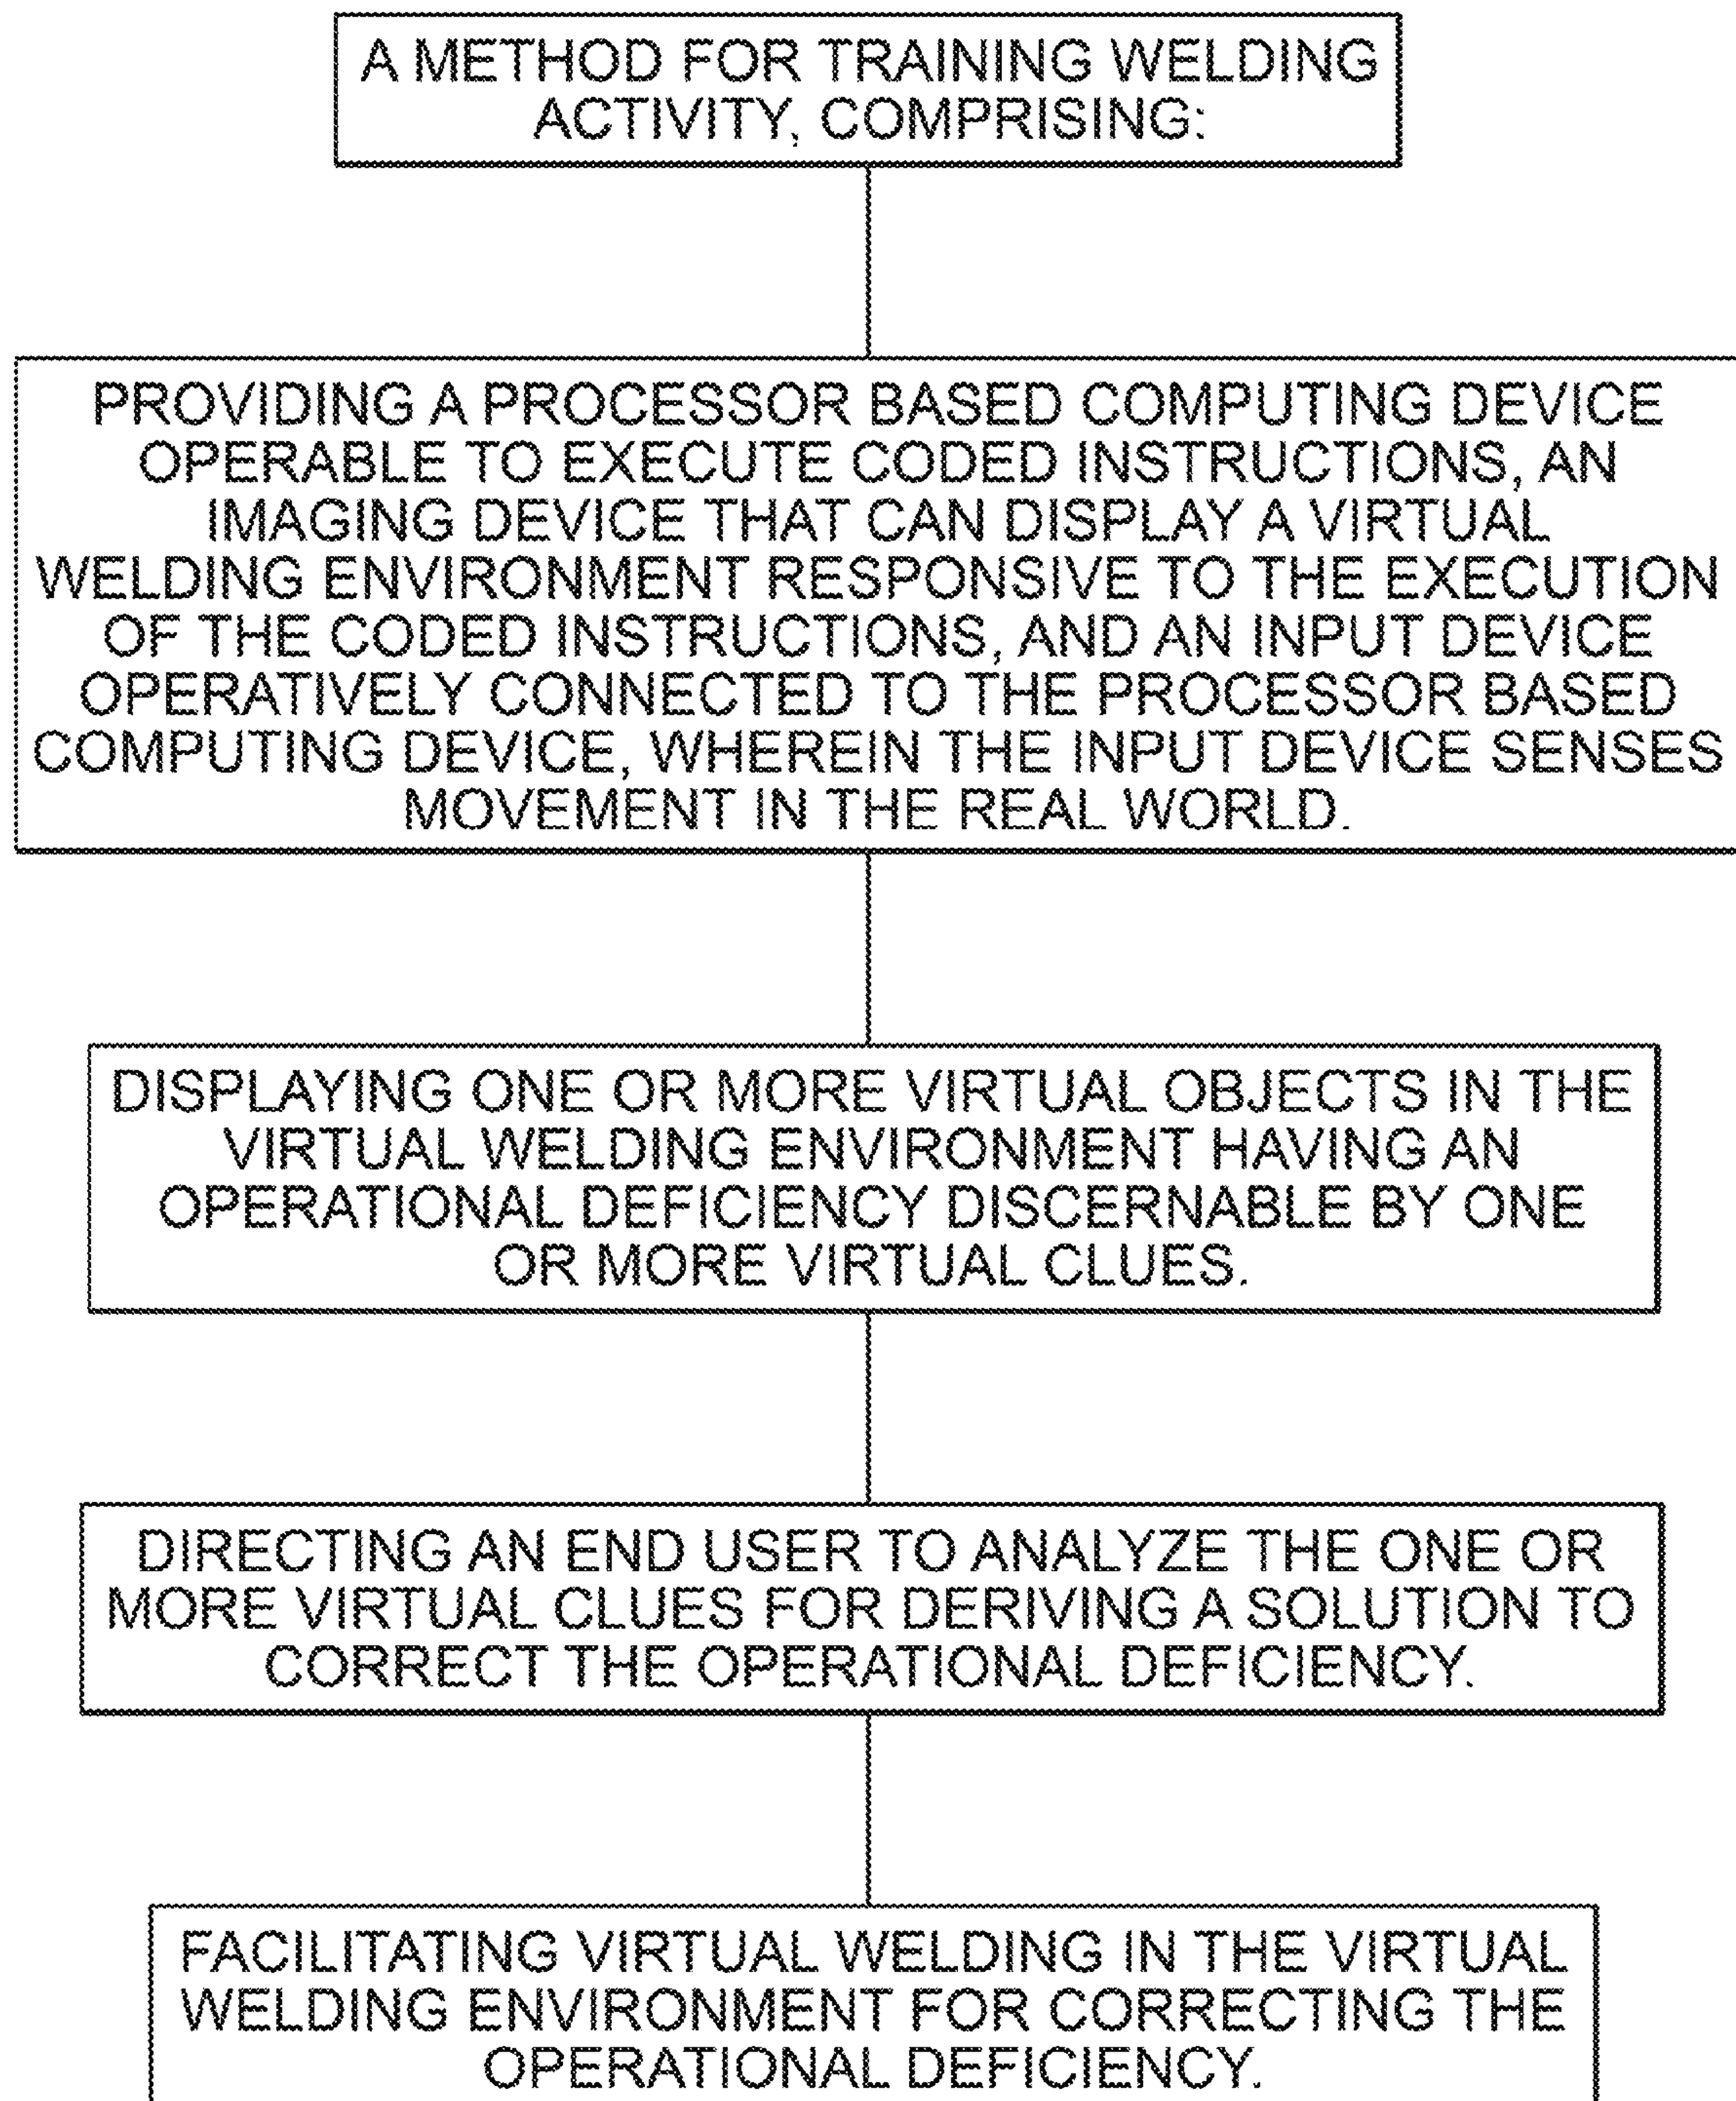 A METHOD FOR TRAINING WELDING
ACTIVITY, COMPRISING:
PROVIDING A PROCESSOR BASED COMPUTING DEVICE
OPERABLE TO EXECUTE CODED INSTRUCTIONS, AN
IMAGING DEVICE THAT CAN DISPLAY A VIRTUAL
WELDING ENVIRONMENT RESPONSIVE TO THE EXECUTION
OF THE CODED INSTRUCTIONS, AND AN INPUT DEVICE
OPERATIVELY CONNECTED TO THE PROCESSOR BASED
COMPUTING DEVICE, WHEREIN THE INPUT DEVICE SENSES
MOVEMENT IN THE REAL WORLD.
DISPLAYING ONE OR MORE VIRTUAL OBJECTS IN THE
VIRTUAL WELDING ENVIRONMENT HAVING AN
OPERATIONAL DEFICIENCY DISCERNABLE BY ONE
OR MORE VIRTUAL CLUES.
DIRECTING AN END USER TO ANALYZE THE ONE OR
MORE VIRTUAL CLUES FOR DERIVING A SOLUTION TO
CORRECT THE OPERATIONAL DEFICIENCY.
FACILITATING VIRTUAL WELDING IN THE VIRTUAL
WELDING ENVIRONMENT FOR CORRECTING THE
OPERATIONAL DEFICIENCY.